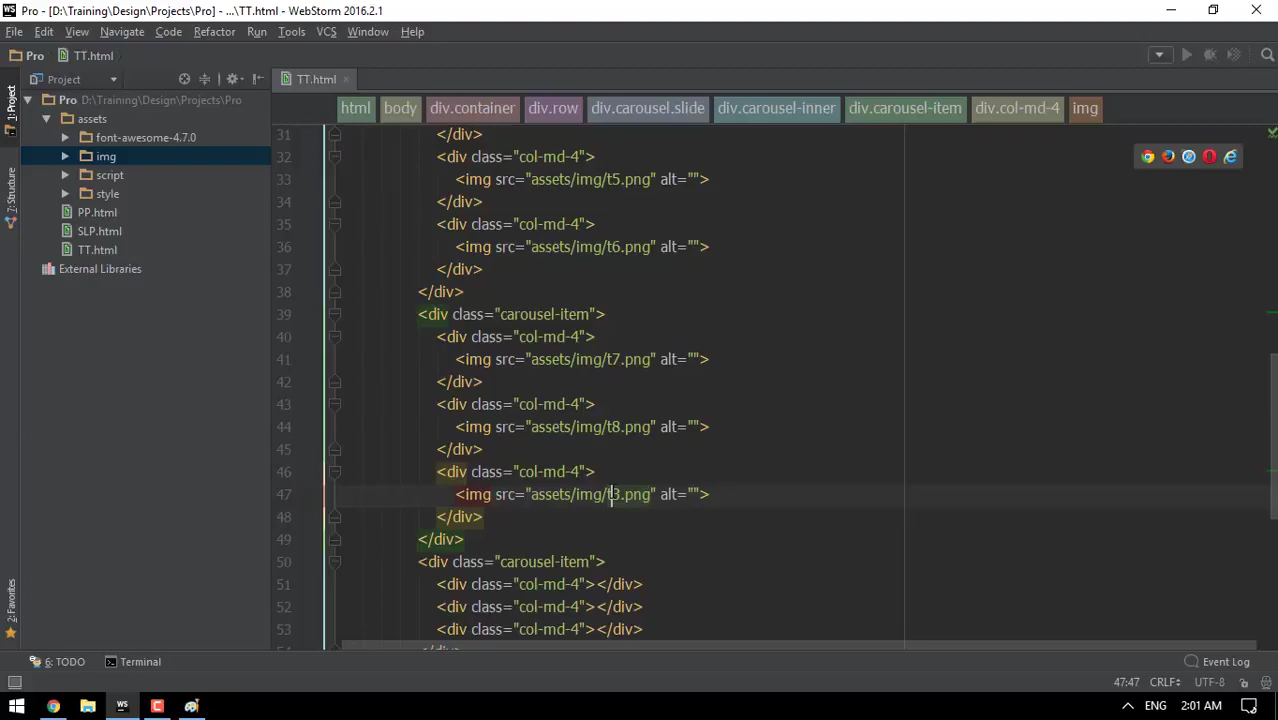 WS Pro - [D:\Training\Design\Projects\Pro] - ...\TT.html - WebStorm 2016.2.1
File Edit View Navigate Code Refactor Run Tools VCS Window Help
Pro TT.html
1: Project
7: Structure
2: Favorites
Project
Pro D:\Training\Design\Projects\Pro
assets
font-awesome-4.7.0
img
script
style
PP.html
SLP.html
TT.html
External Libraries
TT.html
html body div.container div.row div.carousel.slide div.carousel-inner div.carousel-item div.col-md-4 img
31 </div>
32 <div class="col-md-4">
33 <img src="assets/img/t5.png" alt="">
34 </div>
35 <div class="col-md-4">
36 <img src="assets/img/t6.png" alt="">
37 </div>
38 </div>
39 <div class="carousel-item">
40 <div class="col-md-4">
41 <img src="assets/img/t7.png" alt="">
42 </div>
43 <div class="col-md-4">
44 <img src="assets/img/t8.png" alt="">
45 </div>
46 <div class="col-md-4">
47 <img src="assets/img/t3.png" alt="">
48 </div>
49 </div>
50 <div class="carousel-item">
51 <div class="col-md-4"></div>
52 <div class="col-md-4"></div>
53 <div class="col-md-4"></div>
6: TODO Terminal Event Log
47:47 CRLF UTF-8
WS ENG 2:01 AM